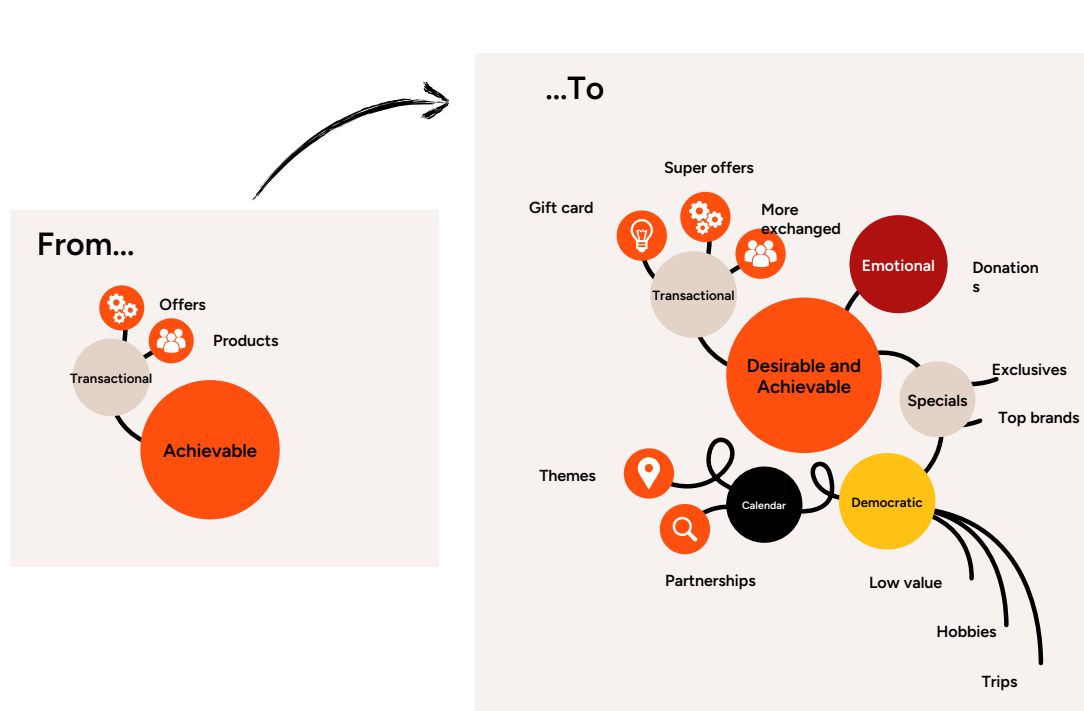 From...
Offers
Products
Transactional
Achievable
...To
Super offers
Gift card
More
exchanged
Emotional
Donation
s
Transactional
Desirable and
Achievable
Exclusives
Specials
Top brands
Themes
Calendar
Democratic
Partnerships
Low value
Hobbies
Trips